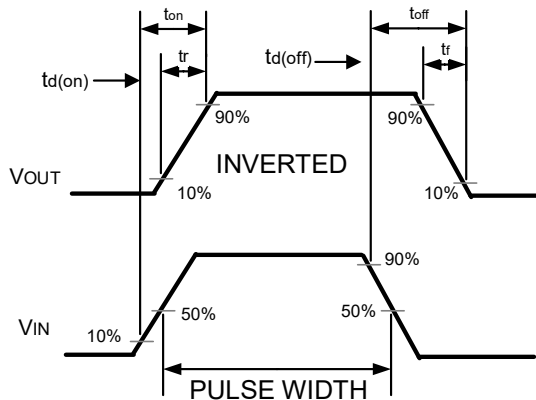 ton
toff
tr
tf
td(on)
td(off)
90%
90%
VOUT
INVERTED
10%
10%
90%
VIN
50%
50%
10%
PULSE WIDTH